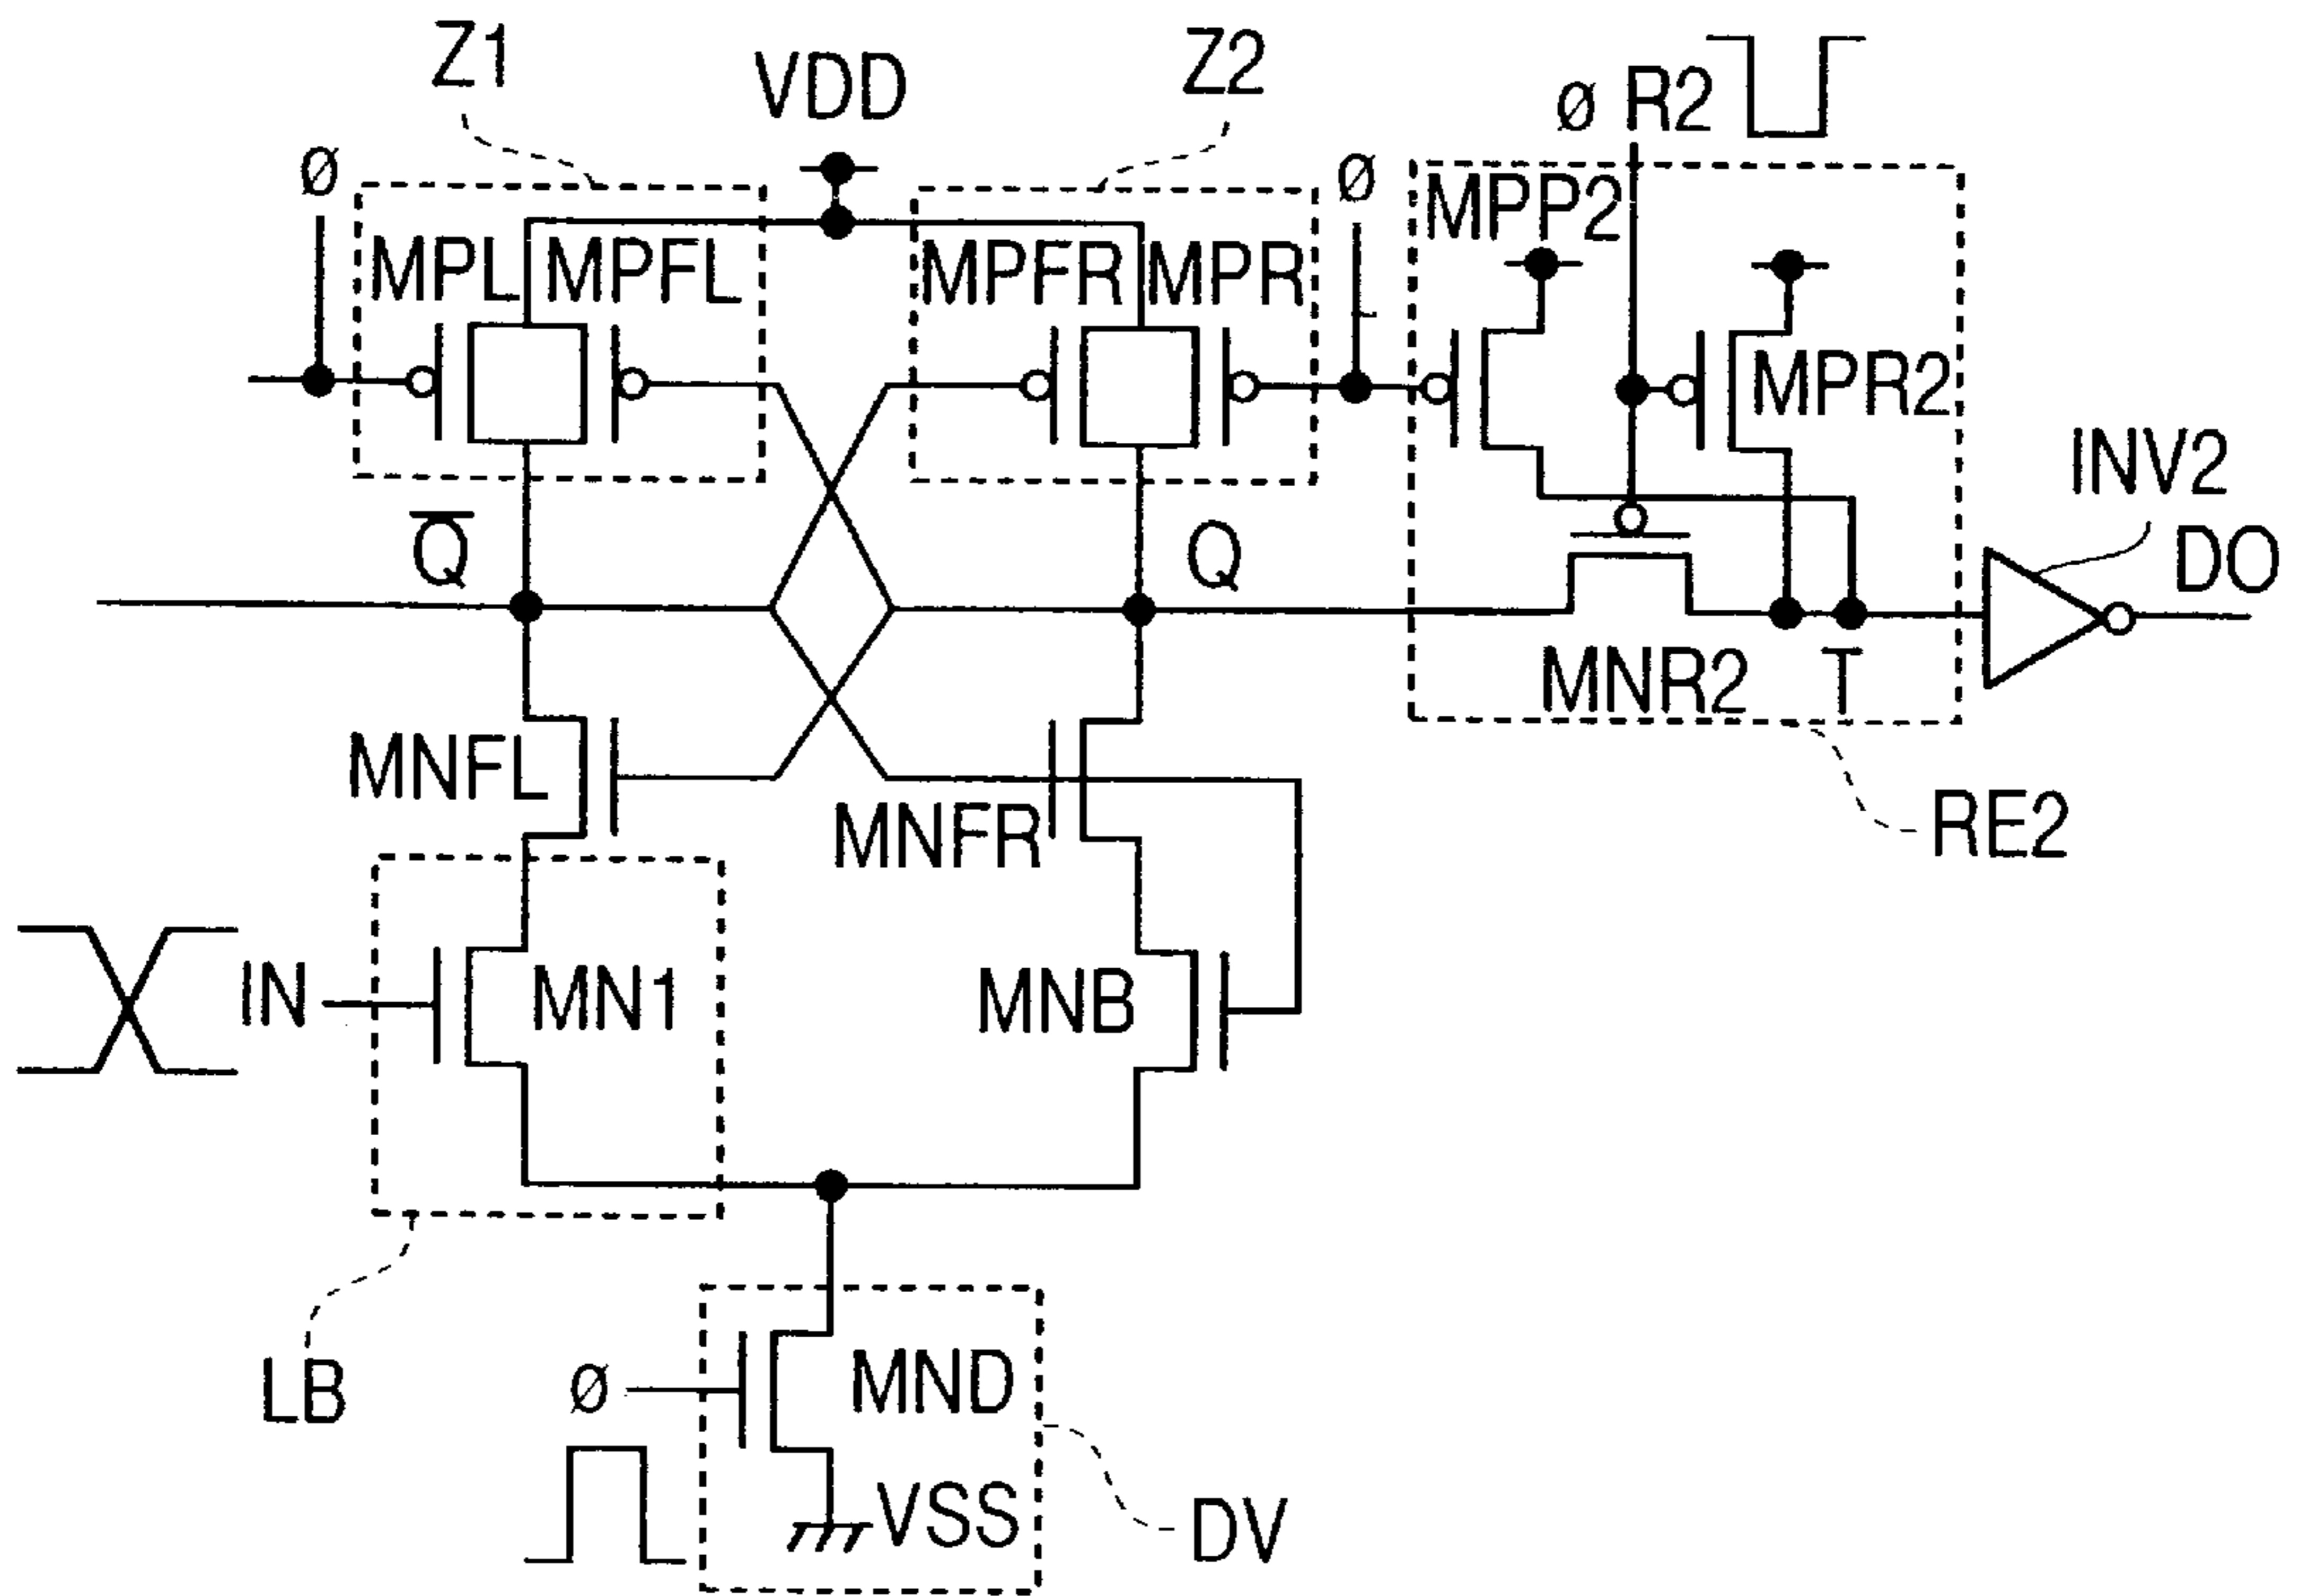 Z1
VDD
Z2
ø R2
ø
ø
MPP2
MPL
MPFL
MPFR
MPR
MPR2
INV2
Q̅
Q
DO
MNR2
T
MNFL
MNFR
RE2
IN
MN1
MNB
LB
ø
MND
VSS
DV